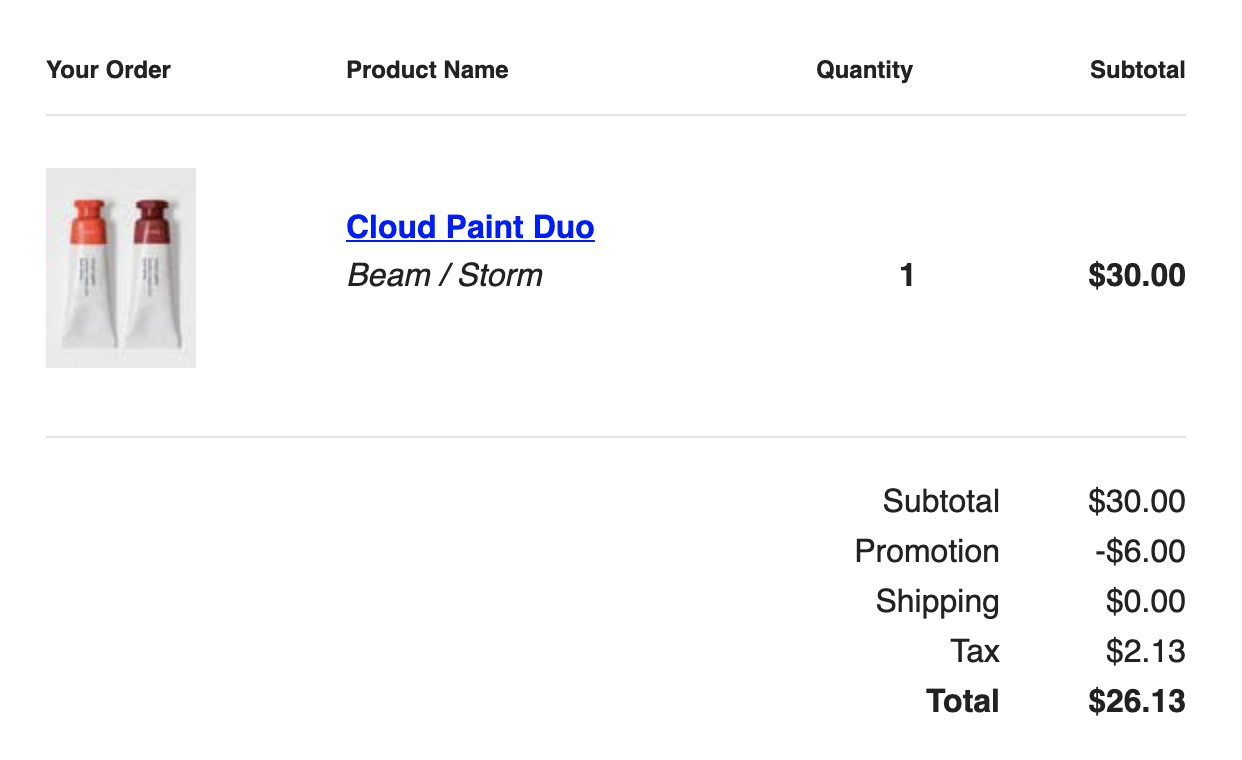 Your Order Product Name Quantity Subtotal
Cloud Paint Duo
Beam / Storm 1 $30.00
Subtotal $30.00
Promotion -$6.00
Shipping $0.00
Tax $2.13
Total $26.13